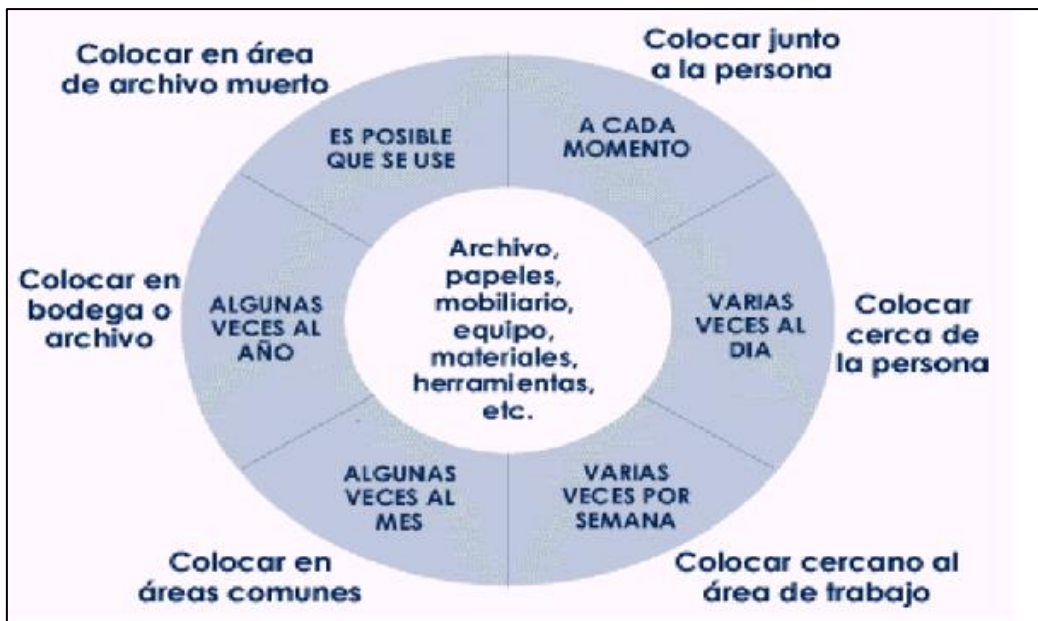 Colocar en área
de archivo muerto
Colocar junto
a la persona
ES POSIBLE
QUE SE USE
A CADA
MOMENTO
Archivo,
papeles,
mobiliario,
equipo,
materiales,
herramientas,
etc.
Colocar en
bodega o
archivo
ALGUNAS
VECES AL
AÑO
VARIAS
VECES AL
DIA
Colocar
cerca de
la persona
ALGUNAS
VECES AL
MES
VARIAS
VECES POR
SEMANA
Colocar en
áreas comunes
Colocar cercano al
área de trabajo